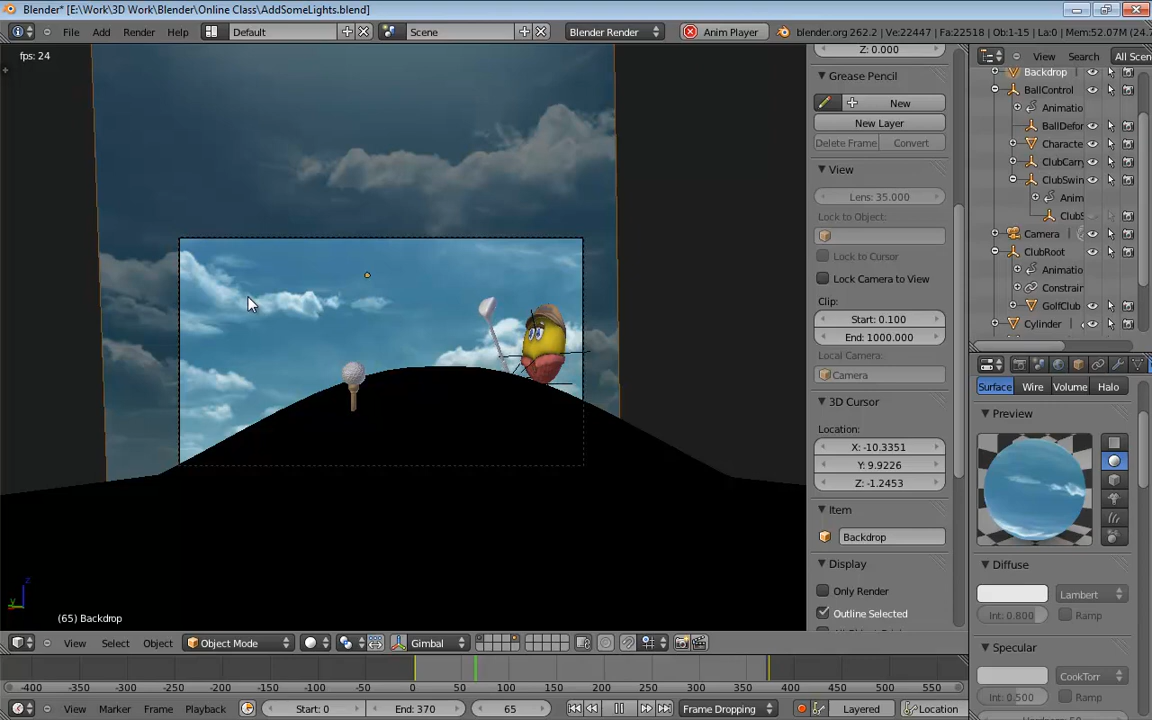 Blender* [E:\Work\3D Work\Blender\Online Class\AddSomeLights.blend]
File Add Render Help Default Scene Blender Render Anim Player blender.org 262.2 | Ve:22447 | Fa:22518 | Ob:1-15 | La:0 | Mem:52.07M (24.7
fps: 24
Z: 0.000
Grease Pencil
New
New Layer
Delete Frame Convert
View
Lens: 35.000
Lock to Object:
Lock to Cursor
Lock Camera to View
Clip:
Start: 0.100
End: 1000.000
Local Camera:
Camera
3D Cursor
Location:
X: -10.3351
Y: 9.9226
Z: -1.2453
Item
Backdrop
Display
Only Render
Outline Selected
View Search All Scen
Backdrop
BallControl
Animatio
BallDefor
Characte
ClubCarry
ClubSwin
Anim
ClubS
Camera
ClubRoot
Animatio
Constrain
GolfClub
Cylinder
Surface Wire Volume Halo
Preview
Diffuse
Lambert
Int: 0.800 Ramp
Specular
CookTorr
Int: 0.500 Ramp
(65) Backdrop
View Select Object Object Mode Gimbal
-400 -350 -300 -250 -200 -150 -100 -50 0 50 100 150 200 250 300 350 400 450 500 550
View Marker Frame Playback Start: 0 End: 370 65 Frame Dropping Layered Location